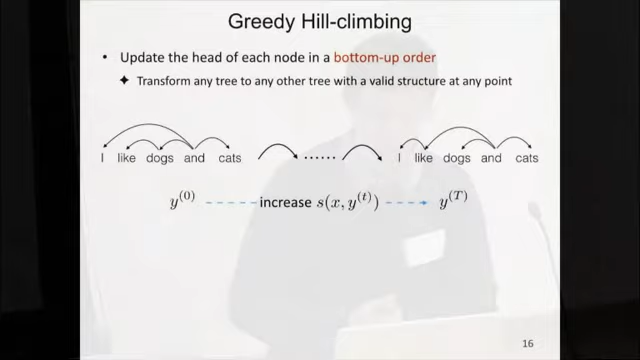 Greedy Hill-climbing
• Update the head of each node in a bottom-up order
✦ Transform any tree to any other tree with a valid structure at any point
I like dogs and cats ...... I like dogs and cats
y^{(0)} increase s(x, y^{(t)}) y^{(T)}
16